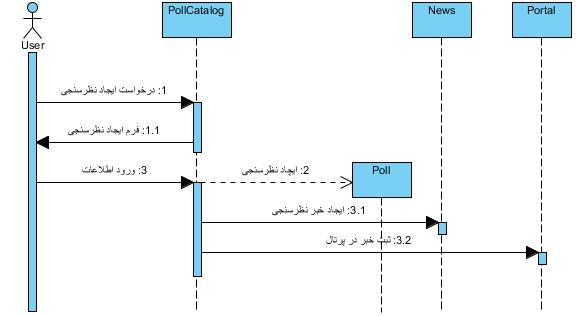 PollCatalog
News
Portal
User
1: درخواست ایجاد نظرسنجی
1.1: فرم ایجاد نظرسنجی
3: ورود اطلاعات
2: ایجاد نظرسنجی
Poll
3.1: ایجاد خبر نظرسنجی
3.2: ثبت خبر در پرتال